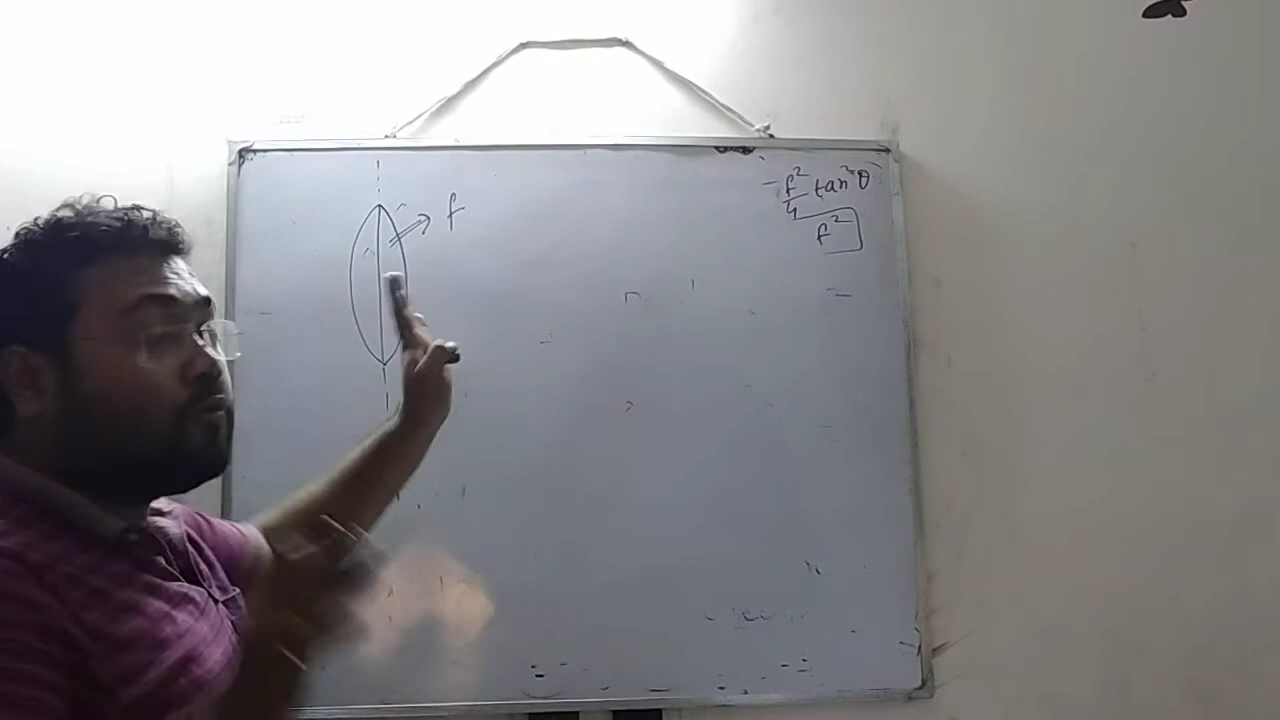 f
- f²/4 tan²θ
f²